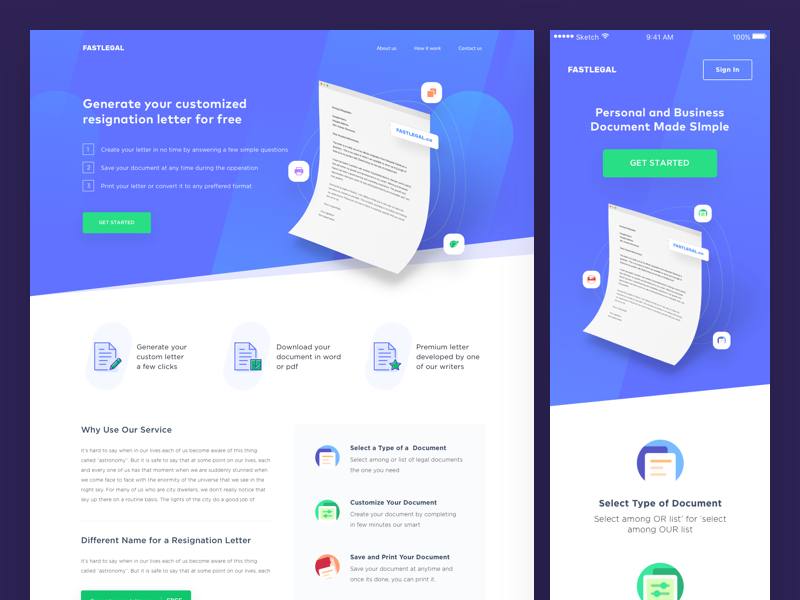 FASTLEGAL
About us
How it work
Contact us
Generate your customized
resignation letter for free
1 Create your letter in no time by answering a few simple questions
2 Save your document at any time during the opperation
3 Print your letter or convert it to any preffered format
GET STARTED
FASTLEGAL.co
Generate your
custom letter
a few clicks
Download your
document in word
or pdf
Premium letter
developed by one
of our writers
Why Use Our Service
It's hard to say when in our lives each of us become aware of this thing
called "astronomy". But it is safe to say that at some point on our lives, each
and every one of us has that moment when we are suddenly stunned when
we come face to face with the enormity of the universe that we see in the
night sky. For many of us who are city dwellers, we don't really notice that
sky up there on a routine basis. The lights of the city do a good job of
Different Name for a Resignation Letter
It's hard to say when in our lives each of us become aware of this thing
called "astronomy". But it is safe to say that at some point on our lives, each
FREE
Select a Type of a Document
Select among or list of legal documents
the one you need
Customize Your Document
Create your document by completing
in few minutes our smart
Save and Print Your Document
Save your document at anytime and
once its done, you can print it.
Sketch
9:41 AM
100%
FASTLEGAL
Sign In
Personal and Business
Document Made SImple
GET STARTED
FASTLEGAL.co
Select Type of Document
Select among OR list' for 'select
among OUR list